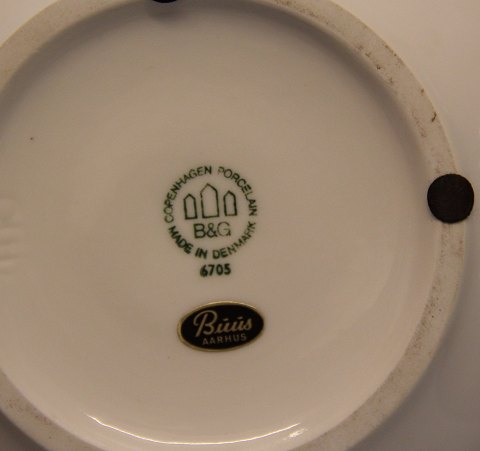 COPENHAGEN PORCELAIN
B&G
MADE IN DENMARK
6705
Büüs
AARHUS